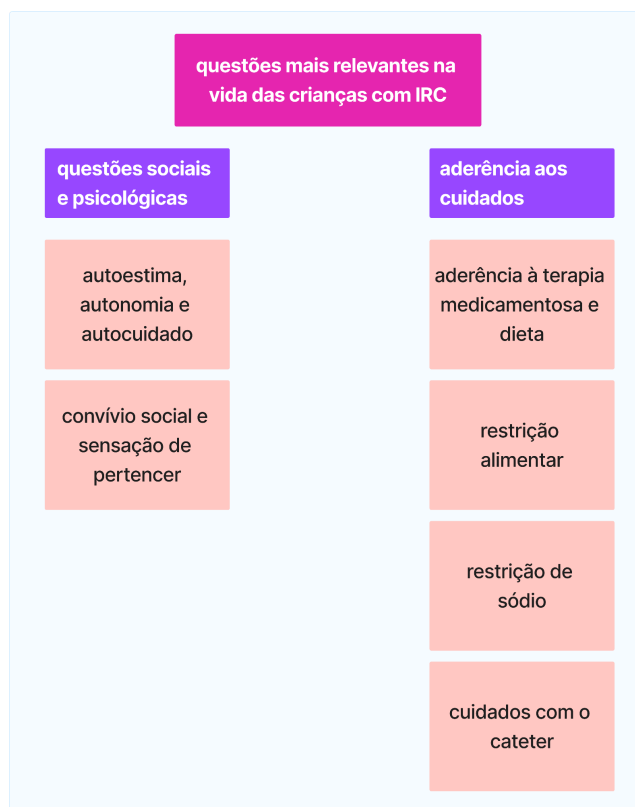 questões mais relevantes na
vida das crianças com IRC
questões sociais
e psicológicas
autoestima,
autonomia e
autocuidado
convívio social e
sensação de
pertencer
aderência aos
cuidados
aderência à terapia
medicamentosa e
dieta
restrição
alimentar
restrição de
sódio
cuidados com o
cateter